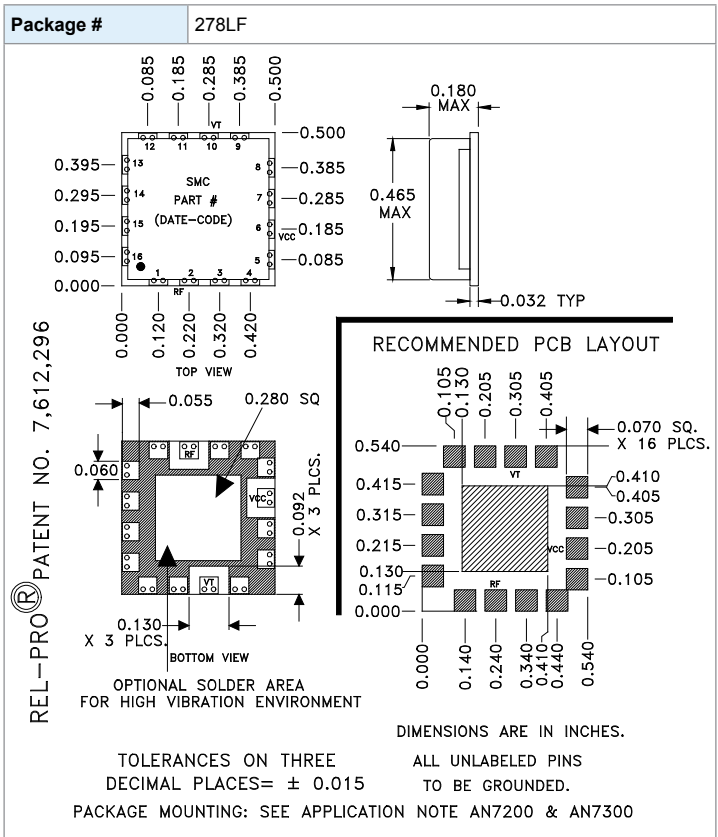 Package #
278LF
0.085
0.185
0.285
0.385
0.500
VT
12
11
10
9
0.500
0.395
13
8
0.385
SMC
0.295
14
PART #
7
0.285
(DATE-CODE)
0.195
15
6
0.185
VCC
0.095
16
5
0.085
1
2
3
4
0.000
RF
0.000
0.120
0.220
0.320
0.420
TOP VIEW
0.180
MAX
0.465
MAX
0.032 TYP
REL-PRO® PATENT NO. 7,612,296
0.055
0.280 SQ
RF
0.060
VCC
0.092
X 3 PLCS.
VT
0.130
X 3 PLCS.
BOTTOM VIEW
OPTIONAL SOLDER AREA
FOR HIGH VIBRATION ENVIRONMENT
RECOMMENDED PCB LAYOUT
0.105
0.130
0.205
0.305
0.405
0.070 SQ.
X 16 PLCS.
0.540
VT
0.415
0.410
0.405
0.315
0.305
0.215
VCC
0.205
0.130
0.115
RF
0.105
0.000
0.000
0.140
0.240
0.340
0.410
0.440
0.540
DIMENSIONS ARE IN INCHES.
TOLERANCES ON THREE
DECIMAL PLACES= ± 0.015
ALL UNLABELED PINS
TO BE GROUNDED.
PACKAGE MOUNTING: SEE APPLICATION NOTE AN7200 & AN7300